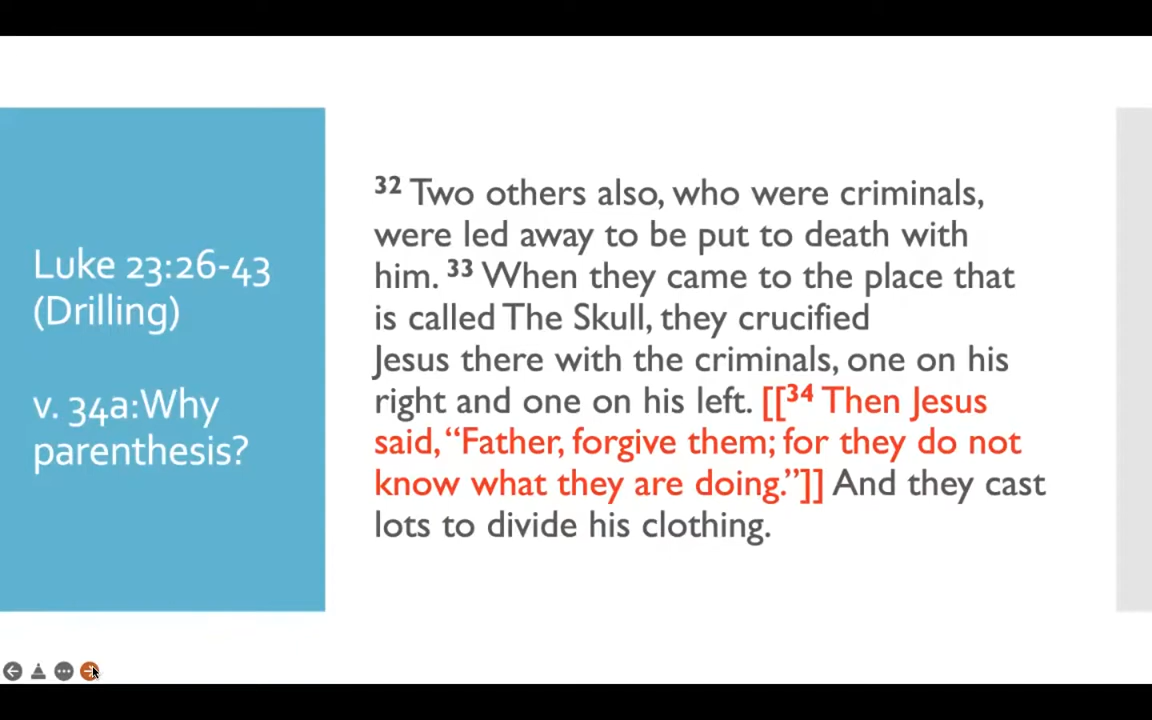 Luke 23:26-43
(Drilling)
v. 34a:Why
parenthesis?
32 Two others also, who were criminals,
were led away to be put to death with
him. 33 When they came to the place that
is called The Skull, they crucified
Jesus there with the criminals, one on his
right and one on his left. [[34 Then Jesus
said, “Father, forgive them; for they do not
know what they are doing.”]] And they cast
lots to divide his clothing.